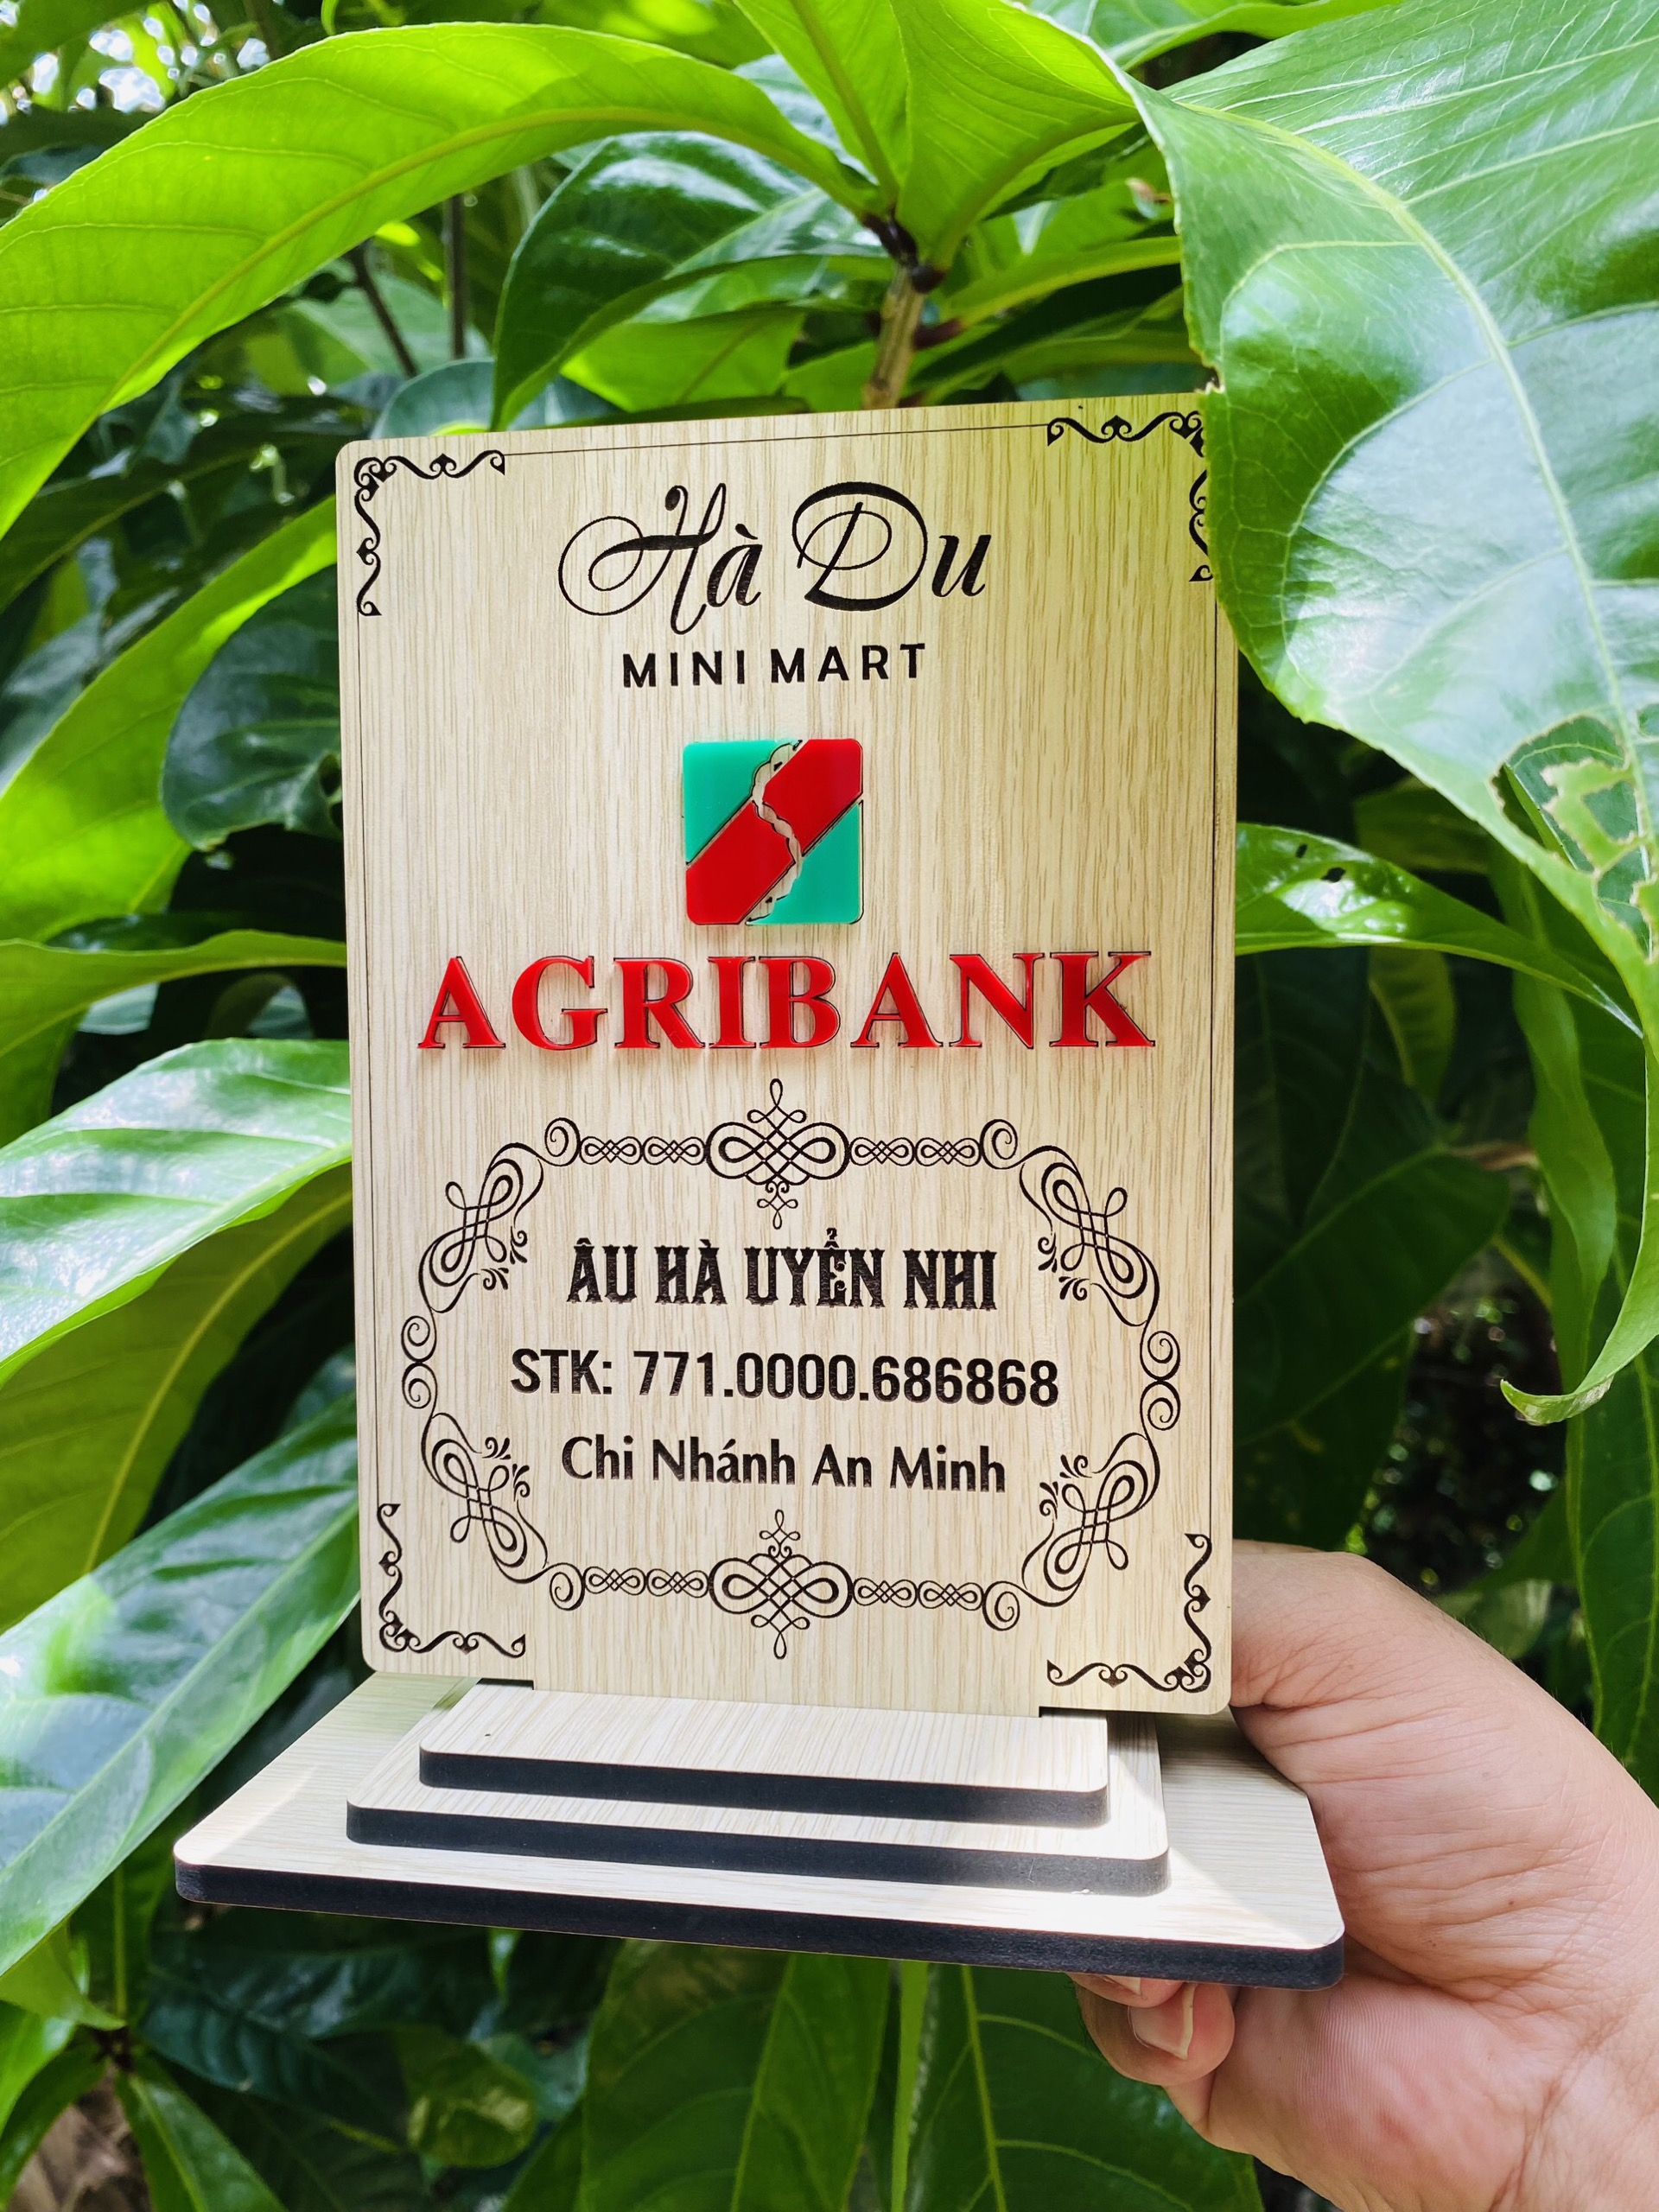 Hà Du
MINI MART
AGRIBANK
ÂU HÀ UYỂN NHI
STK: 771.0000.686868
Chi Nhánh An Minh